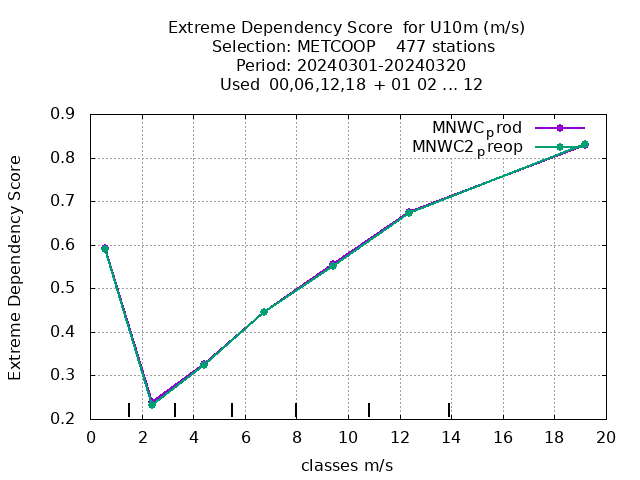 Extreme Dependency Score  for U10m (m/s)
Selection: METCOOP    477 stations
Period: 20240301-20240320
Used  00,06,12,18  + 01 02 ... 12
0.9
MNWCprod
MNWC2preop
0.8
0.7
0.6
0.5
0.4
0.3
0.2
Extreme Dependency Score
0 2 4 6 8 10 12 14 16 18 20
classes m/s